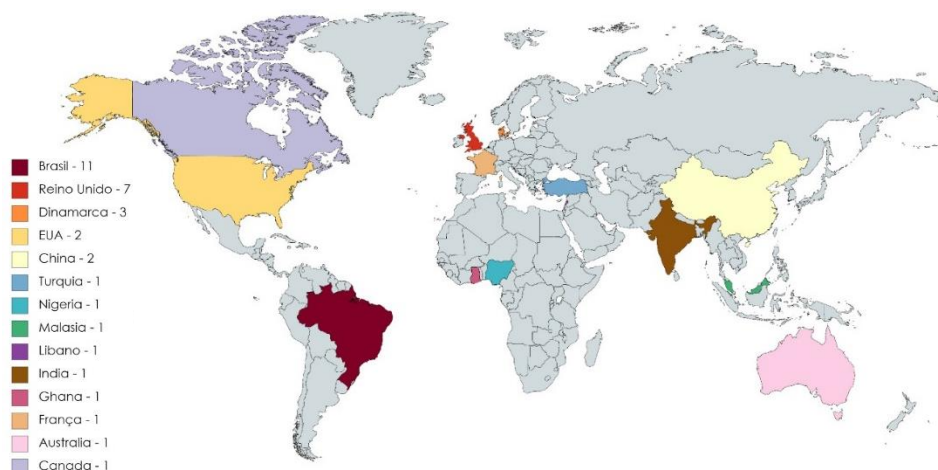 Brasil - 11
Reino Unido - 7
Dinamarca - 3
EUA - 2
China - 2
Turquia - 1
Nigeria - 1
Malasia - 1
Libano - 1
India - 1
Ghana - 1
França - 1
Australia - 1
Canada - 1